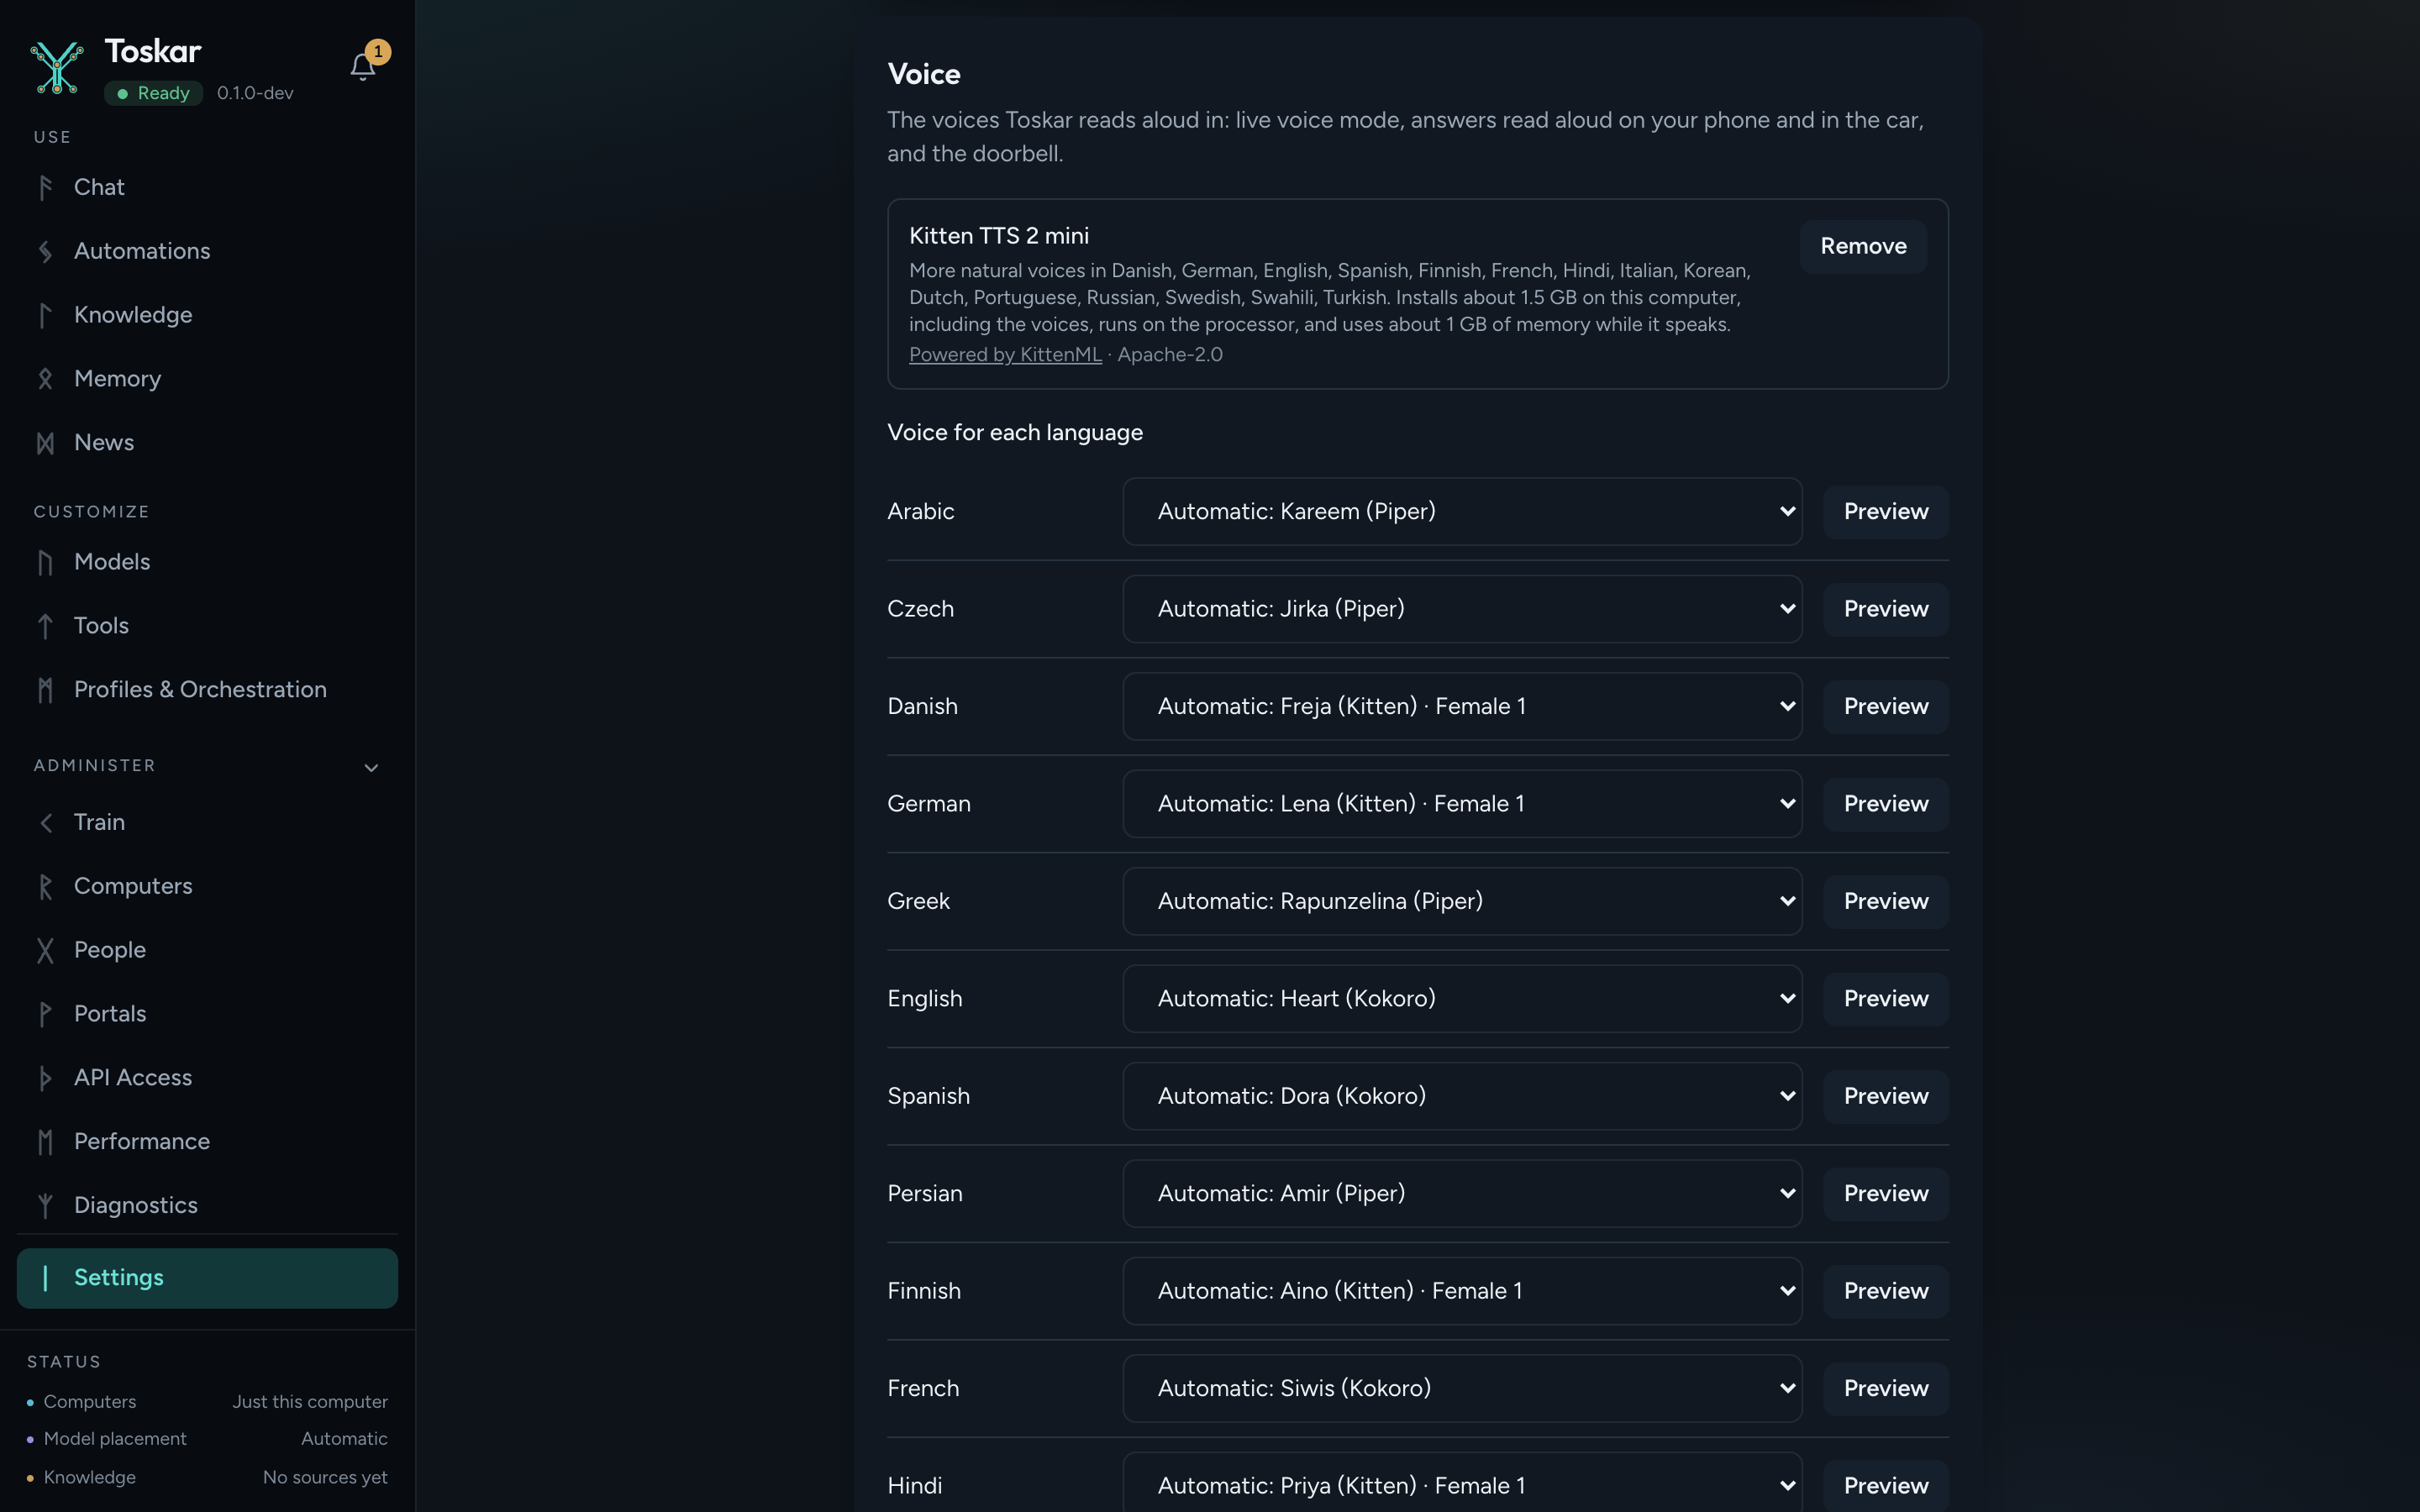 Toskar
1
Ready 0.1.0-dev
USE
Chat
Automations
Knowledge
Memory
News
CUSTOMIZE
Models
Tools
Profiles & Orchestration
ADMINISTER
Train
Computers
People
Portals
API Access
Performance
Diagnostics
Settings
STATUS
Computers Just this computer
Model placement Automatic
Knowledge No sources yet
Voice
The voices Toskar reads aloud in: live voice mode, answers read aloud on your phone and in the car,
and the doorbell.
Kitten TTS 2 mini
Remove
More natural voices in Danish, German, English, Spanish, Finnish, French, Hindi, Italian, Korean,
Dutch, Portuguese, Russian, Swedish, Swahili, Turkish. Installs about 1.5 GB on this computer,
including the voices, runs on the processor, and uses about 1 GB of memory while it speaks.
Powered by KittenML · Apache-2.0
Voice for each language
Arabic Automatic: Kareem (Piper) Preview
Czech Automatic: Jirka (Piper) Preview
Danish Automatic: Freja (Kitten) · Female 1 Preview
German Automatic: Lena (Kitten) · Female 1 Preview
Greek Automatic: Rapunzelina (Piper) Preview
English Automatic: Heart (Kokoro) Preview
Spanish Automatic: Dora (Kokoro) Preview
Persian Automatic: Amir (Piper) Preview
Finnish Automatic: Aino (Kitten) · Female 1 Preview
French Automatic: Siwis (Kokoro) Preview
Hindi Automatic: Priya (Kitten) · Female 1 Preview